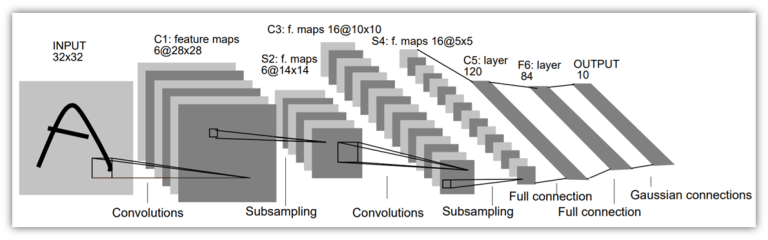 INPUT
32x32
C1: feature maps
6@28x28
C3: f. maps 16@10x10
S2: f. maps
6@14x14
S4: f. maps 16@5x5
C5: layer
120
F6: layer
84
OUTPUT
10
Convolutions
Subsampling
Convolutions
Subsampling
Full connection
Full connection
Gaussian connections